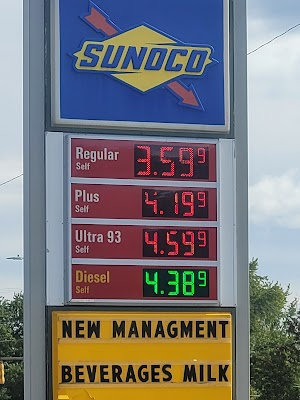 SUNOCO
Regular 3.59 9
Self
Plus 4.19 9
Self
Ultra 93 4.59 9
Self
Diesel 4.38 9
Self
NEW MANAGMENT
BEVERAGES MILK